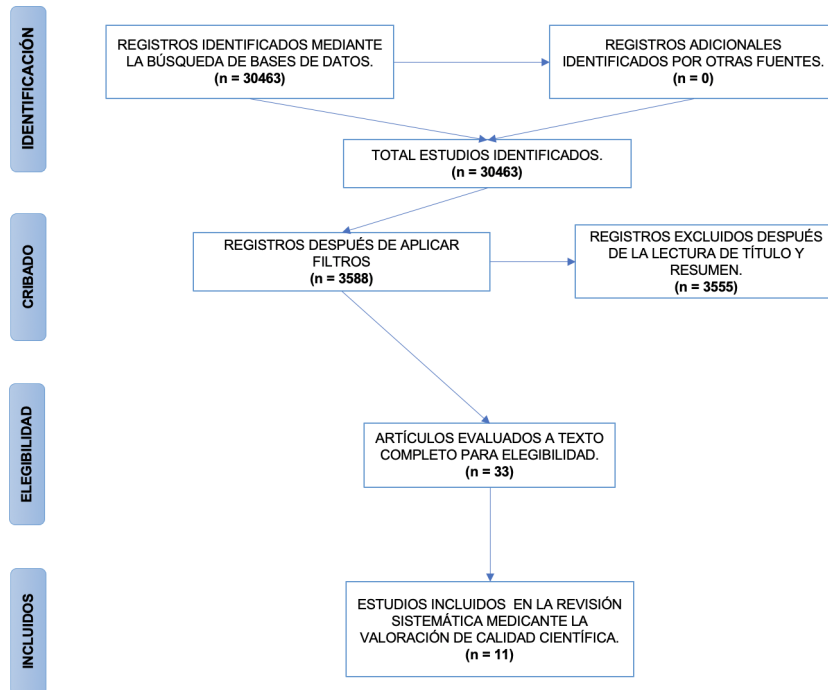 IDENTIFICACIÓN
REGISTROS IDENTIFICADOS MEDIANTE
LA BÚSQUEDA DE BASES DE DATOS.
(n = 30463)
REGISTROS ADICIONALES
IDENTIFICADOS POR OTRAS FUENTES.
(n = 0)
TOTAL ESTUDIOS IDENTIFICADOS.
(n = 30463)
CRIBADO
REGISTROS DESPUÉS DE APLICAR
FILTROS
(n = 3588)
REGISTROS EXCLUIDOS DESPUÉS
DE LA LECTURA DE TÍTULO Y
RESUMEN.
(n = 3555)
ELEGIBILIDAD
ARTÍCULOS EVALUADOS A TEXTO
COMPLETO PARA ELEGIBILIDAD.
(n = 33)
INCLUIDOS
ESTUDIOS INCLUIDOS EN LA REVISIÓN
SISTEMÁTICA MEDICANTE LA
VALORACIÓN DE CALIDAD CIENTÍFICA.
(n = 11)